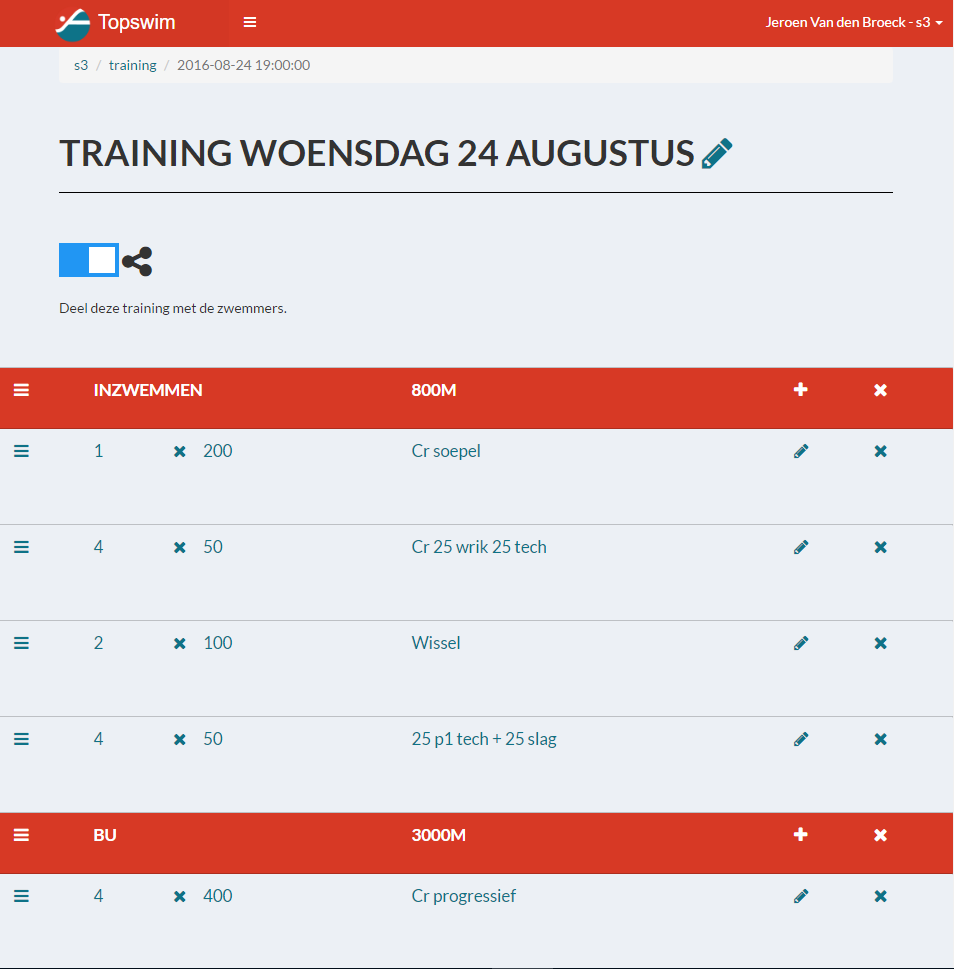 Topswim Jeroen Van den Broeck - s3
s3 / training / 2016-08-24 19:00:00
TRAINING WOENSDAG 24 AUGUSTUS
Deel deze training met de zwemmers.
INZWEMMEN 800M
1 × 200 Cr soepel
4 × 50 Cr 25 wrik 25 tech
2 × 100 Wissel
4 × 50 25 p1 tech + 25 slag
BU 3000M
4 × 400 Cr progressief